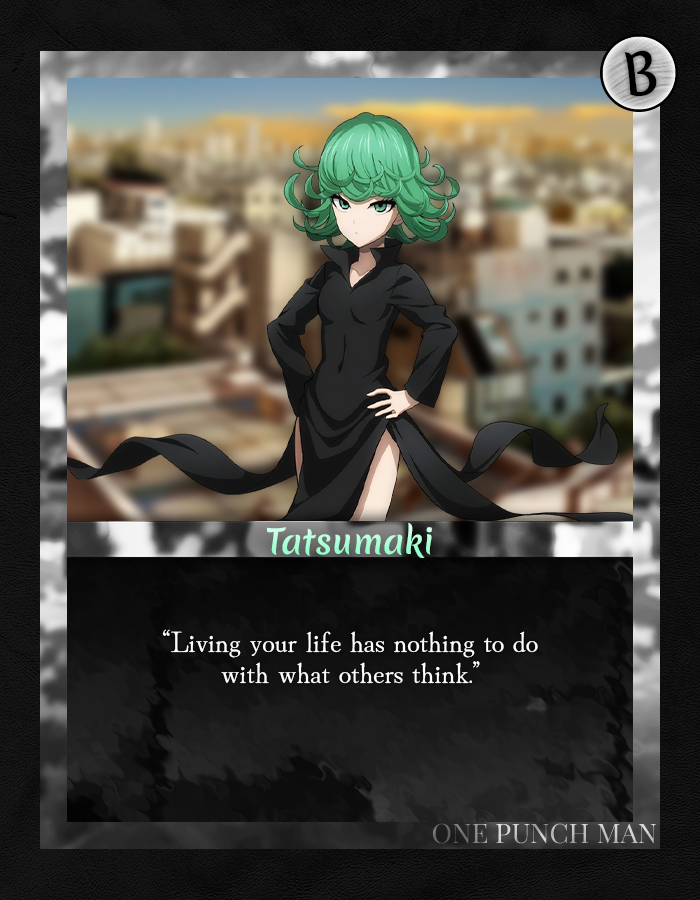 B
Tatsumaki
“Living your life has nothing to do
with what others think.”
ONE PUNCH MAN